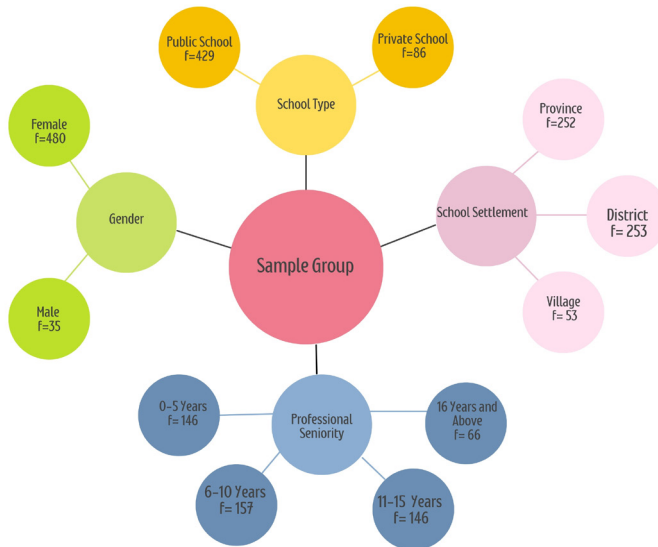 Public School
f=429
Private School
f=86
School Type
Female
f=480
Gender
Male
f=35
Sample Group
Province
f=252
School Settlement
District
f= 253
Village
f= 53
0-5 Years
f= 146
Professional
Seniority
16 Years and
Above
f= 66
6-10 Years
f= 157
11-15 Years
f= 146